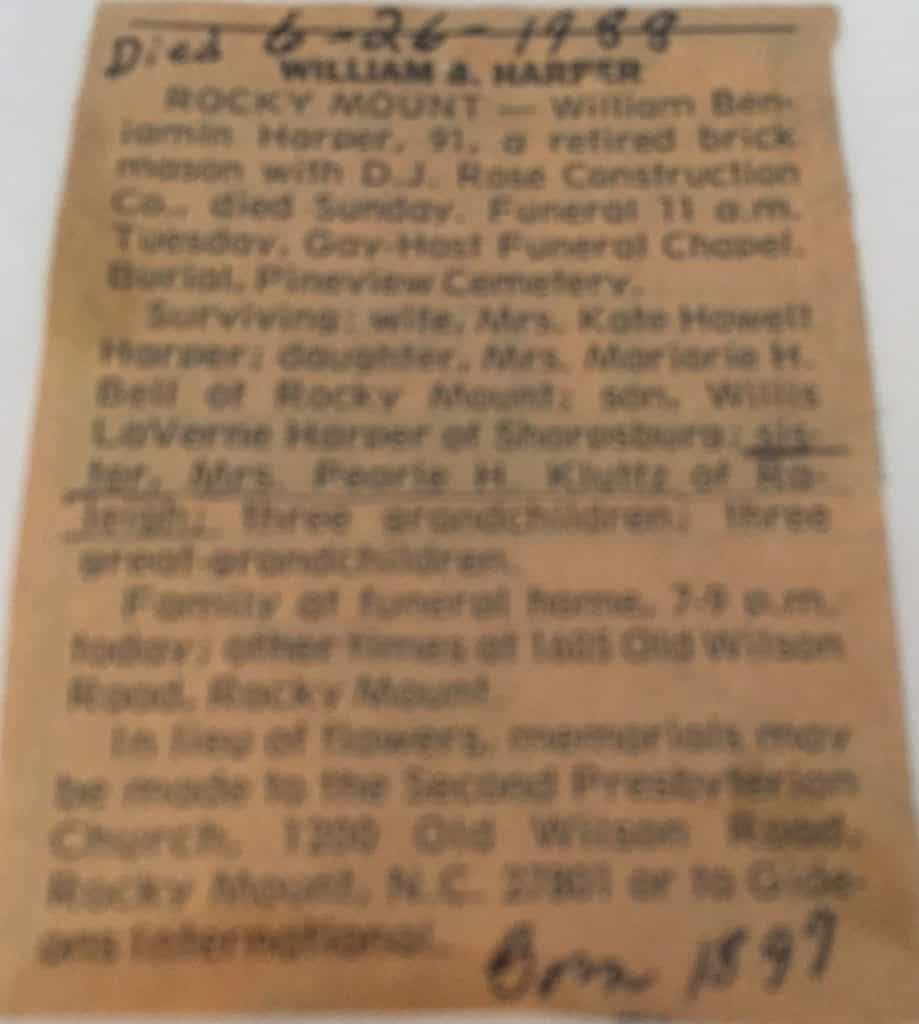 Died 6-26-1988
WILLIAM B. HARPER
ROCKY MOUNT — William Ben-
jamin Harper, 91, a retired brick
mason with D.J. Rose Construction
Co., died Sunday. Funeral 11 a.m.
Tuesday, Gay-Host Funeral Chapel.
Burial, Pineview Cemetery.
Surviving: wife, Mrs. Kate Howell
Harper; daughter, Mrs. Marjorie H.
Bell of Rocky Mount; son, Willis
LaVerne Harper of Sharpsburg; sis-
ter, Mrs. Pearle H. Kluttz of Ra-
leigh; three grandchildren; three
great-grandchildren.
Family at funeral home, 7-9 p.m.
today; other times at 1605 Old Wilson
Road, Rocky Mount.
In lieu of flowers, memorials may
be made to the Second Presbyterian
Church, 1200 Old Wilson Road,
Rocky Mount, N.C. 27801 or to Gide-
ons International.
Born 1897